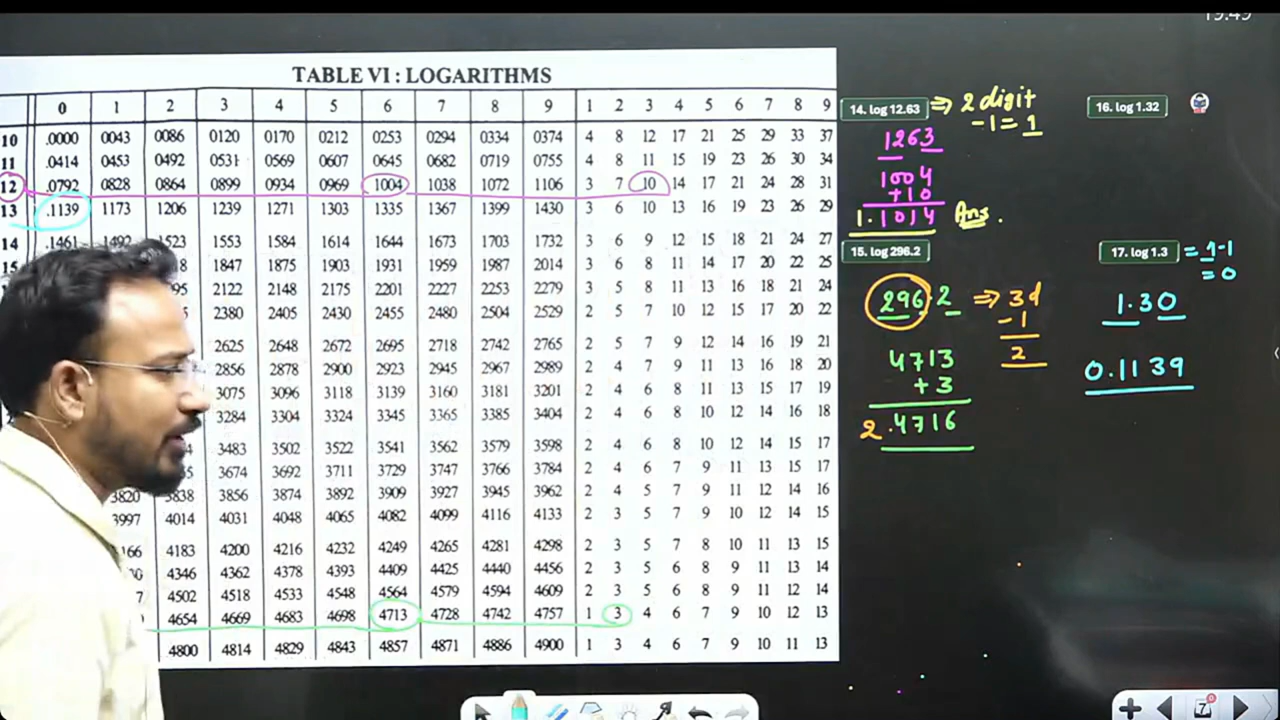 19:49
TABLE VI : LOGARITHMS
0 1 2 3 4 5 6 7 8 9 1 2 3 4 5 6 7 8 9
10 .0000 0043 0086 0120 0170 0212 0253 0294 0334 0374 4 8 12 17 21 25 29 33 37
11 .0414 0453 0492 0531 0569 0607 0645 0682 0719 0755 4 8 11 15 19 23 26 30 34
12 .0792 0828 0864 0899 0934 0969 1004 1038 1072 1106 3 7 10 14 17 21 24 28 31
13 .1139 1173 1206 1239 1271 1303 1335 1367 1399 1430 3 6 10 13 16 19 23 26 29
14 .1461 1492 1523 1553 1584 1614 1644 1673 1703 1732 3 6 9 12 15 18 21 24 27
15 1847 1875 1903 1931 1959 1987 2014 3 6 8 11 14 17 20 22 25
2122 2148 2175 2201 2227 2253 2279 3 5 8 11 13 16 18 21 24
2380 2405 2430 2455 2480 2504 2529 2 5 7 10 12 15 17 20 22
2625 2648 2672 2695 2718 2742 2765 2 5 7 9 12 14 16 19 21
2856 2878 2900 2923 2945 2967 2989 2 4 7 9 11 13 16 18 20
3075 3096 3118 3139 3160 3181 3201 2 4 6 8 11 13 15 17 19
3284 3304 3324 3345 3365 3385 3404 2 4 6 8 10 12 14 16 18
3483 3502 3522 3541 3560 3579 3598 2 4 6 8 10 12 14 15 17
3674 3692 3711 3729 3747 3766 3784 2 4 6 7 9 11 13 15 17
3820 3838 3856 3874 3892 3909 3927 3945 3962 2 4 5 7 9 11 12 14 16
3997 4014 4031 4048 4065 4082 4099 4116 4133 2 3 5 7 9 10 12 14 15
4183 4200 4216 4232 4249 4265 4281 4298 2 3 5 7 8 10 11 13 15
4346 4362 4378 4393 4409 4425 4440 4456 2 3 5 6 8 9 11 13 14
4502 4518 4533 4548 4564 4579 4594 4609 2 3 5 6 8 9 11 12 14
4654 4669 4683 4698 4713 4728 4742 4757 1 3 4 6 7 9 10 12 13
4800 4814 4829 4843 4857 4871 4886 4900 1 3 4 6 7 9 10 11 13
14. log 12.63 ⇒ 2 digit
-1 = 1
1263
1004
+10
1.1014 Ans.
15. log 296.2
296.2 ⇒ 3d
-1
2
4713
+3
2.4716
16. log 1.32
17. log 1.3 = 1-1
= 0
1.30
0.1139
7